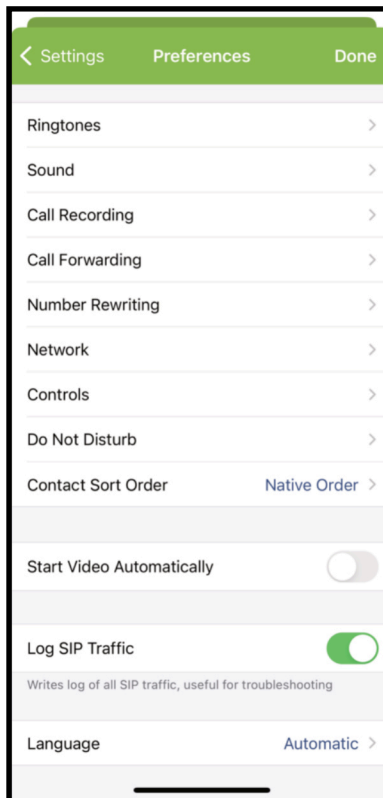 Settings Preferences Done
Ringtones
Sound
Call Recording
Call Forwarding
Number Rewriting
Network
Controls
Do Not Disturb
Contact Sort Order Native Order
Start Video Automatically
Log SIP Traffic
Writes log of all SIP traffic, useful for troubleshooting
Language Automatic